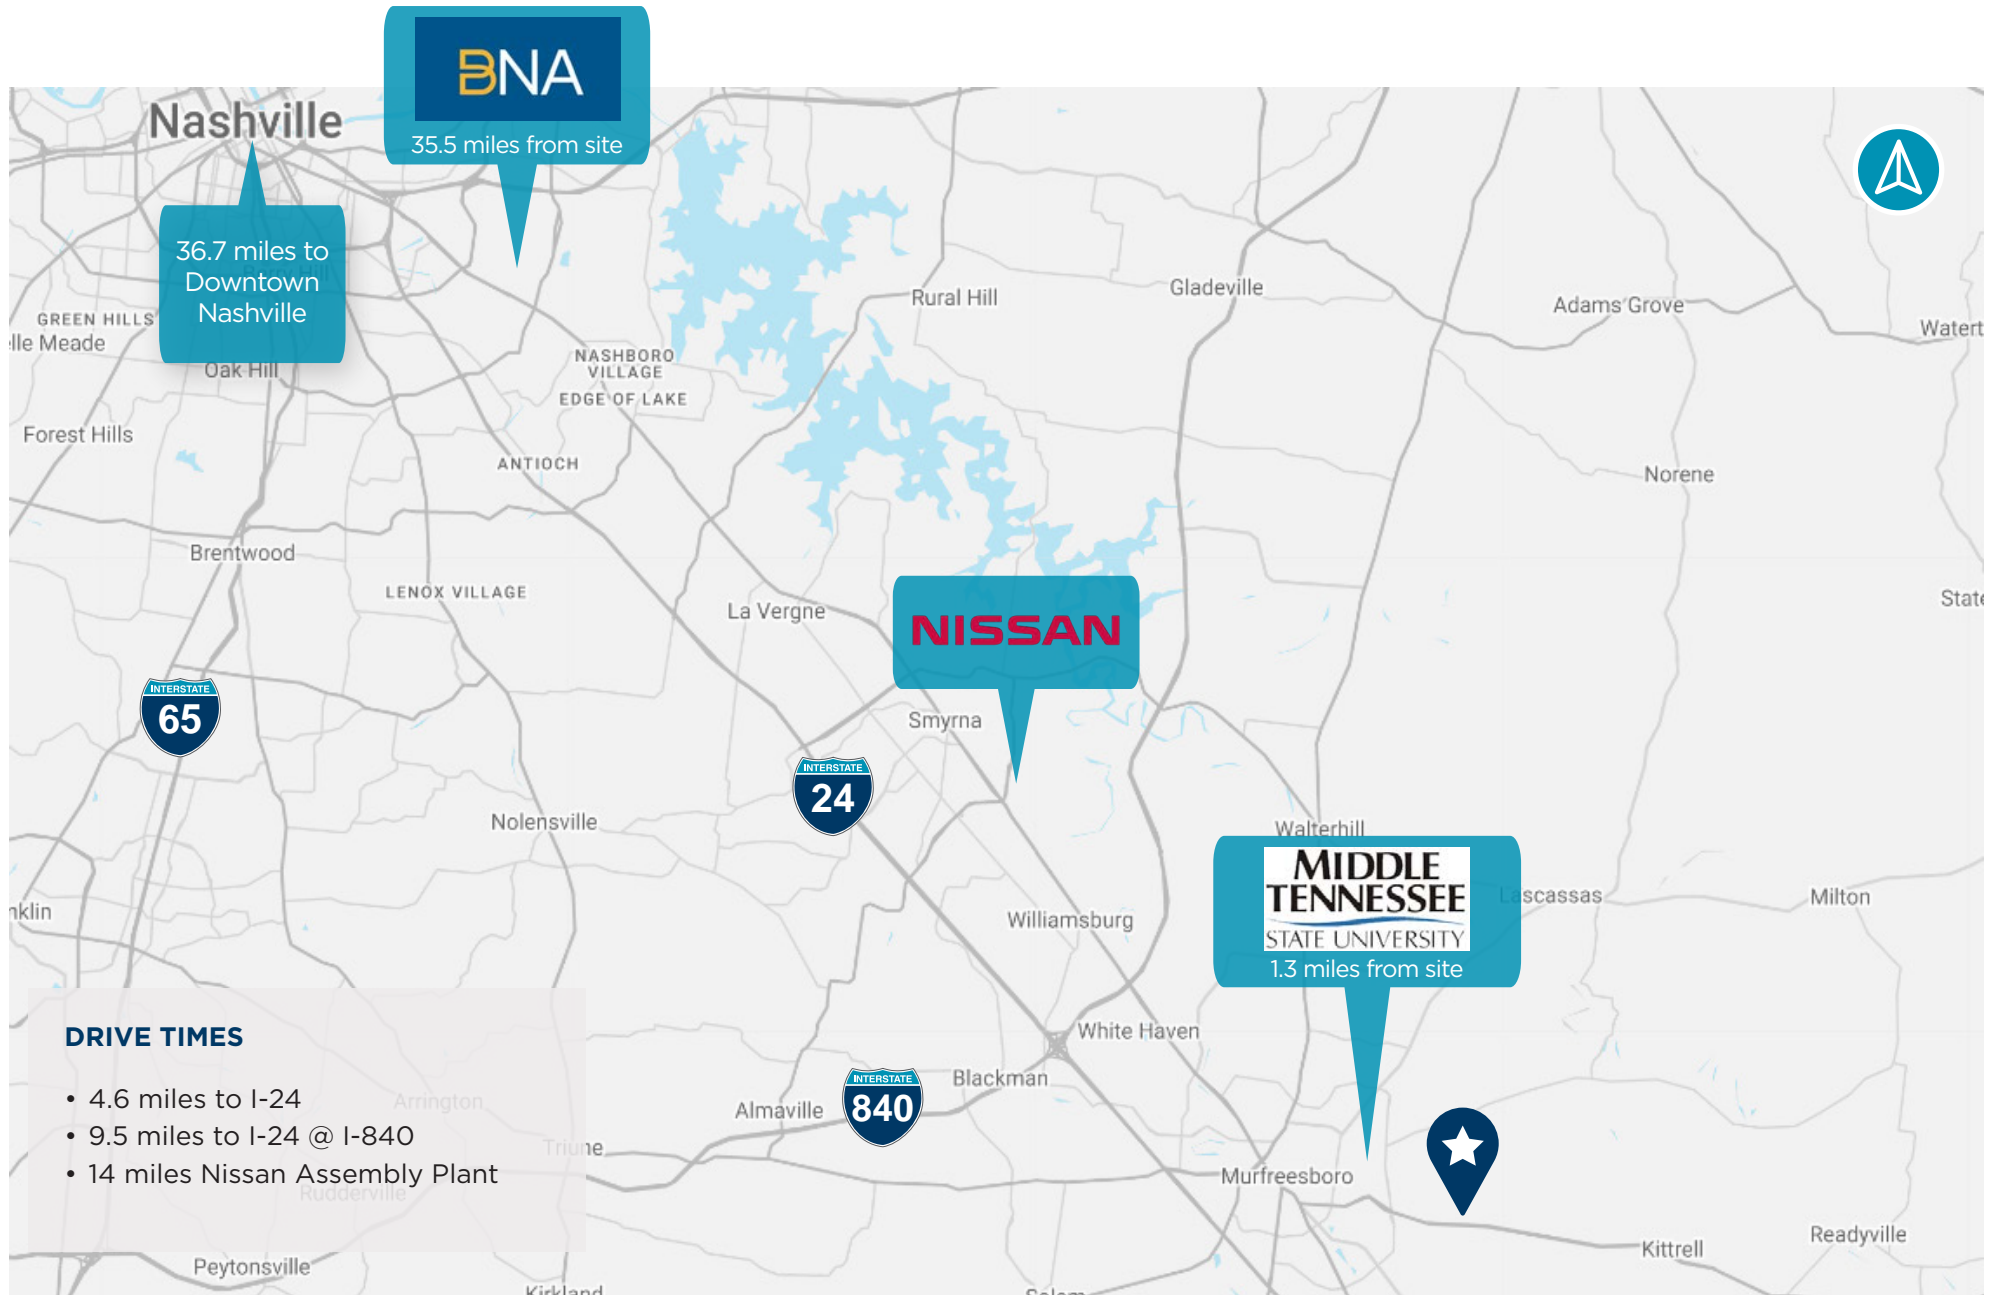 BNA
35.5 miles from site
Nashville
36.7 miles to
Downtown
Nashville
Berry Hill
GREEN HILLS
lle Meade
Oak Hill
Forest Hills
NASHBORO
VILLAGE
EDGE OF LAKE
ANTIOCH
Rural Hill
Gladeville
Adams Grove
Watert
Norene
Brentwood
LENOX VILLAGE
La Vergne
NISSAN
State
INTERSTATE
65
Smyrna
INTERSTATE
24
Nolensville
Walterhill
MIDDLE
TENNESSEE
STATE UNIVERSITY
1.3 miles from site
Lascassas
Milton
nklin
Williamsburg
White Haven
Blackman
INTERSTATE
840
Almaville
DRIVE TIMES
• 4.6 miles to I-24
• 9.5 miles to I-24 @ I-840
• 14 miles Nissan Assembly Plant
Arrington
Triune
Rudderville
Murfreesboro
Readyville
Kittrell
Peytonsville
Kirkland
Salem